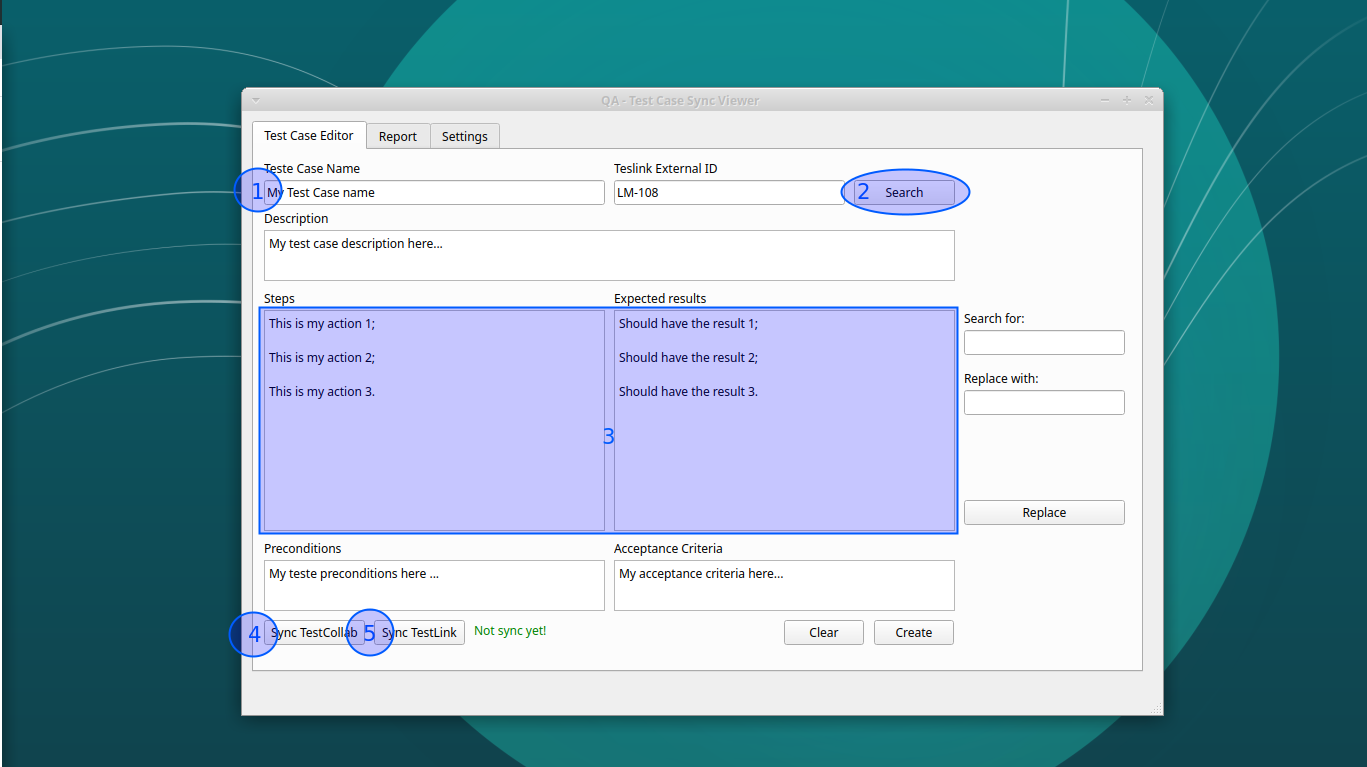 QA - Test Case Sync Viewer
Test Case Editor
Report
Settings
Teste Case Name
Teslink External ID
1
My Test Case name
LM-108
2
Search
Description
My test case description here...
Steps
Expected results
This is my action 1;
This is my action 2;
This is my action 3.
Should have the result 1;
Should have the result 2;
Should have the result 3.
3
Search for:
Replace with:
Replace
Preconditions
Acceptance Criteria
My teste preconditions here ...
My acceptance criteria here...
4
Sync TestCollab
5
Sync TestLink
Not sync yet!
Clear
Create